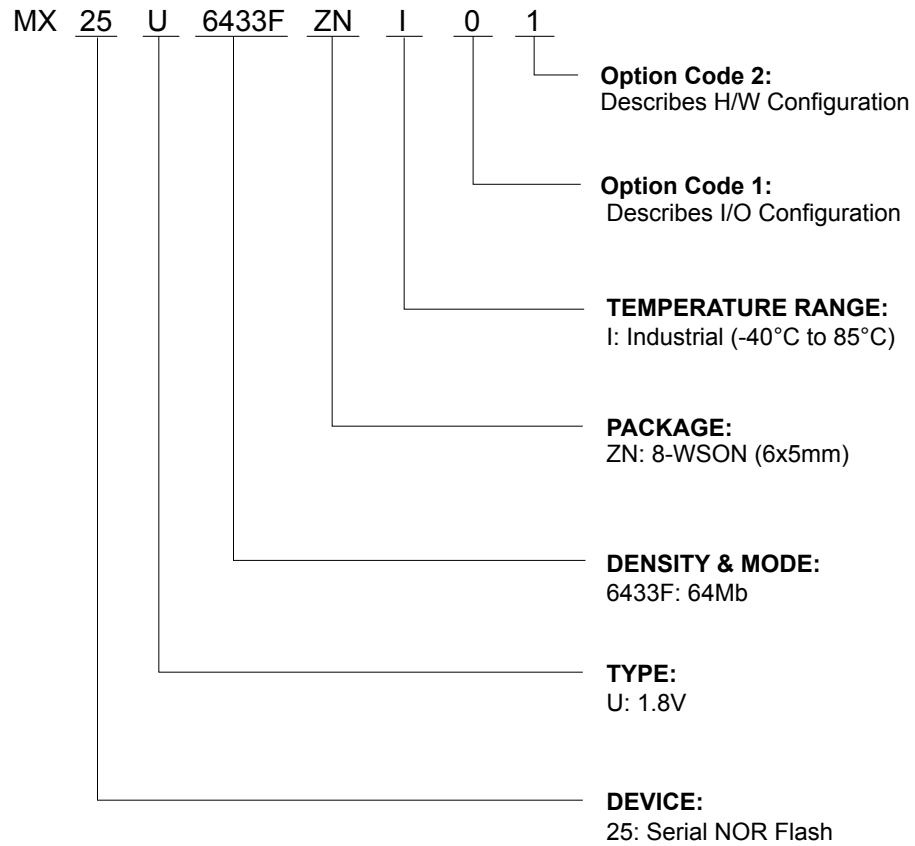 MX 25 U 6433F ZN I 0 1
Option Code 2:
Describes H/W Configuration
Option Code 1:
Describes I/O Configuration
TEMPERATURE RANGE:
I: Industrial (-40°C to 85°C)
PACKAGE:
ZN: 8-WSON (6x5mm)
DENSITY & MODE:
6433F: 64Mb
TYPE:
U: 1.8V
DEVICE:
25: Serial NOR Flash